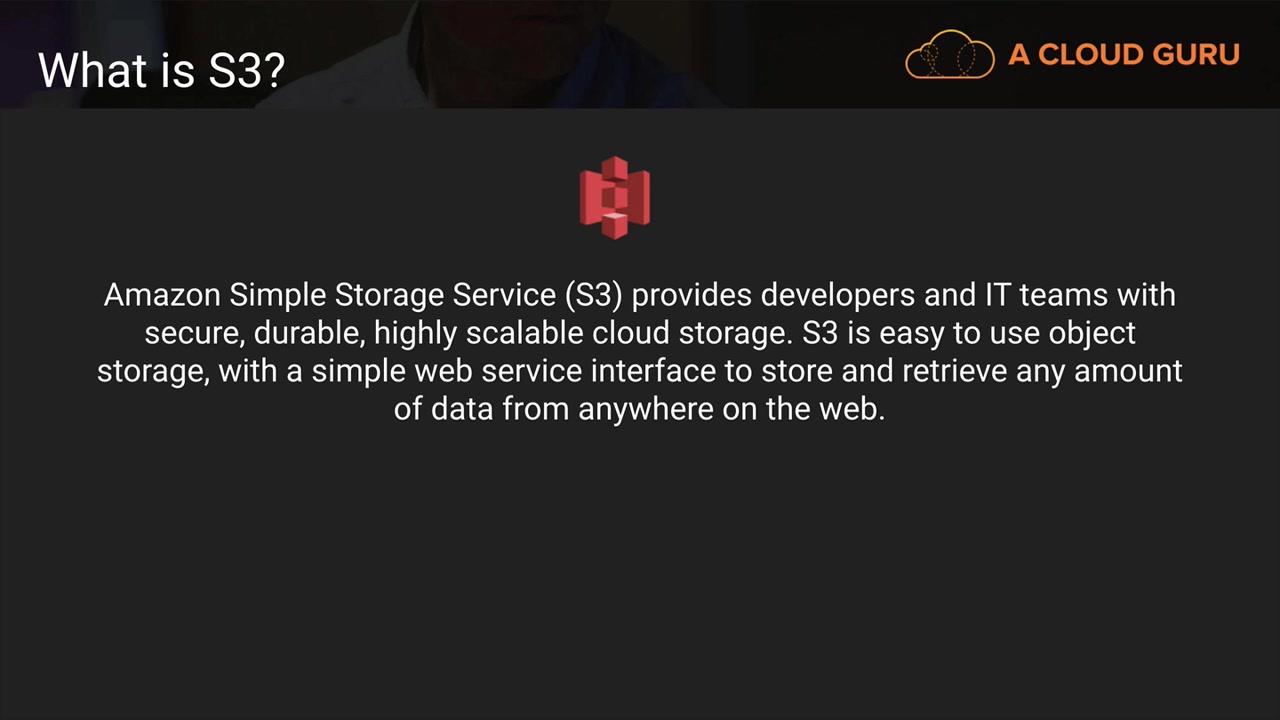 What is S3?
A CLOUD GURU
Amazon Simple Storage Service (S3) provides developers and IT teams with
secure, durable, highly scalable cloud storage. S3 is easy to use object
storage, with a simple web service interface to store and retrieve any amount
of data from anywhere on the web.